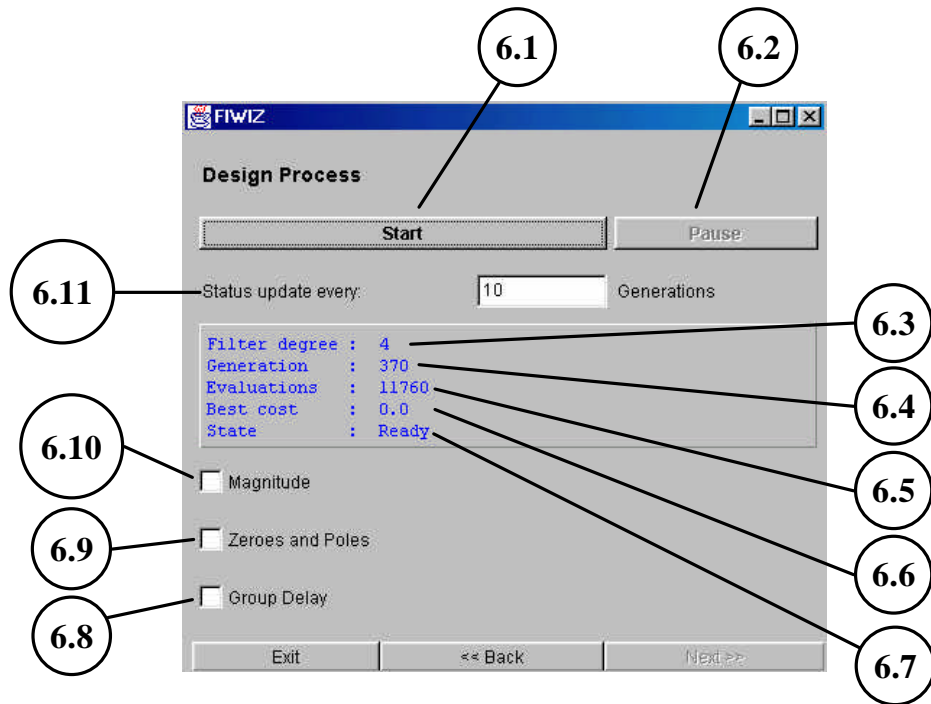 6.1
6.2
FIWIZ
Design Process
Start
Pause
6.11
Status update every:
10
Generations
6.3
Filter degree : 4
Generation : 370
Evaluations : 11760
Best cost : 0.0
State : Ready
6.4
6.10
Magnitude
6.5
6.9
Zeroes and Poles
6.6
6.8
Group Delay
6.7
Exit
<< Back
Next >>